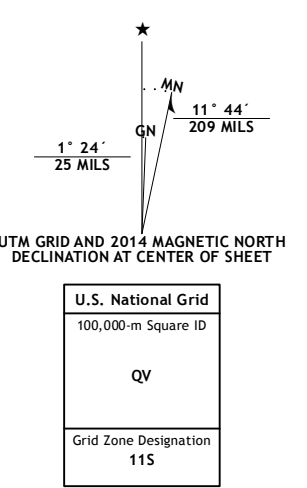 ★
MN
GN
11° 44´
209 MILS
1° 24´
25 MILS
UTM GRID AND 2014 MAGNETIC NORTH
DECLINATION AT CENTER OF SHEET
U.S. National Grid
100,000-m Square ID
QV
Grid Zone Designation
11S